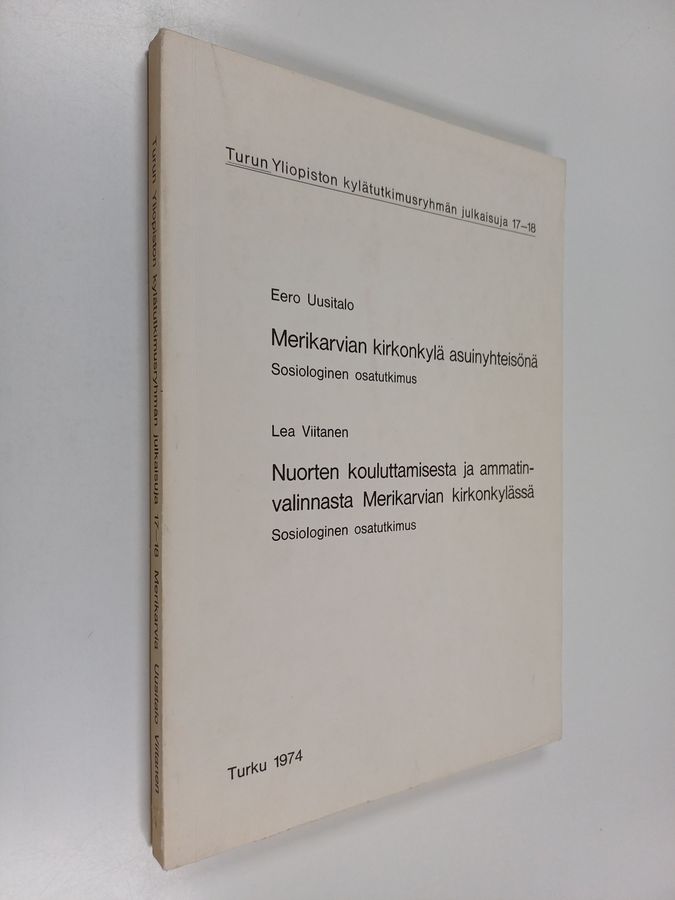 Turun Yliopiston kylätutkimusryhmän julkaisuja 17–18
Eero Uusitalo
Merikarvian kirkonkylä asuinyhteisönä
Sosiologinen osatutkimus
Lea Viitanen
Nuorten kouluttamisesta ja ammatin-
valinnasta Merikarvian kirkonkylässä
Sosiologinen osatutkimus
Turku 1974
Turun Yliopiston kylätutkimusryhmän julkaisuja 17–18 Merikarvia Uusitalo Viitanen